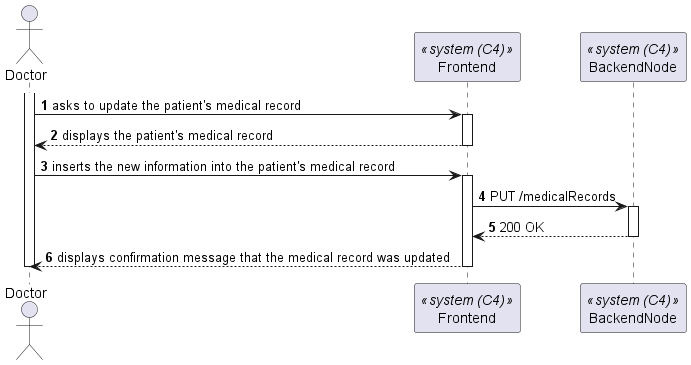 Doctor
«system (C4)»
Frontend
«system (C4)»
BackendNode
1 asks to update the patient's medical record
2 displays the patient's medical record
3 inserts the new information into the patient's medical record
4 PUT /medicalRecords
5 200 OK
6 displays confirmation message that the medical record was updated
Doctor
«system (C4)»
Frontend
«system (C4)»
BackendNode